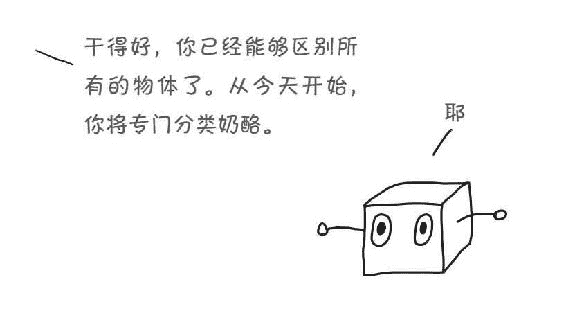 干得好，你已经能够区别所
有的物体了。从今天开始，
你将专门分类奶酪。
耶